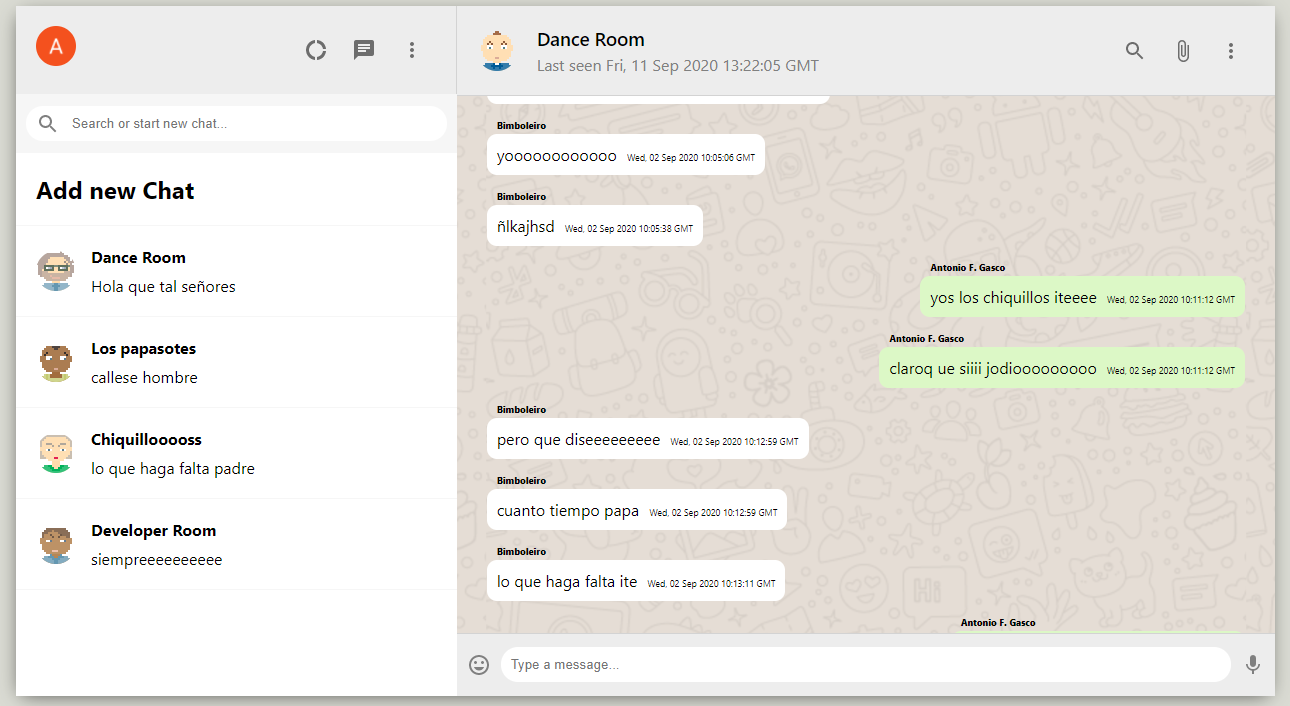 A
Search or start new chat...
Add new Chat
Dance Room
Hola que tal señores
Los papasotes
callese hombre
Chiquillooooss
lo que haga falta padre
Developer Room
siempreeeeeeeeee
Dance Room
Last seen Fri, 11 Sep 2020 13:22:05 GMT
Bimboleiro
yoooooooooooo Wed, 02 Sep 2020 10:05:06 GMT
Bimboleiro
ñlkajhsd Wed, 02 Sep 2020 10:05:38 GMT
Antonio F. Gasco
yos los chiquillos iteeee Wed, 02 Sep 2020 10:11:12 GMT
Antonio F. Gasco
claroq ue siiii jodiooooooooo Wed, 02 Sep 2020 10:11:12 GMT
Bimboleiro
pero que diseeeeeeeee Wed, 02 Sep 2020 10:12:59 GMT
Bimboleiro
cuanto tiempo papa Wed, 02 Sep 2020 10:12:59 GMT
Bimboleiro
lo que haga falta ite Wed, 02 Sep 2020 10:13:11 GMT
Antonio F. Gasco
Hi
Type a message...